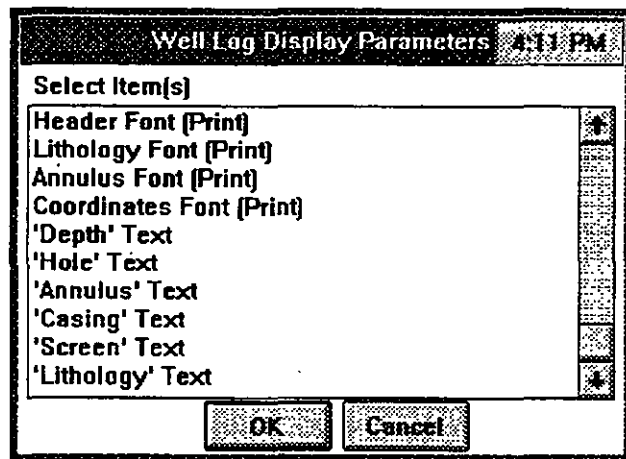 Well Log Display Parameters 4:11 PM
Select Item(s)
Header Font (Print)
Lithology Font (Print)
Annulus Font (Print)
Coordinates Font (Print)
'Depth' Text
'Hole' Text
'Annulus' Text
'Casing' Text
'Screen' Text
'Lithology' Text
OK Cancel